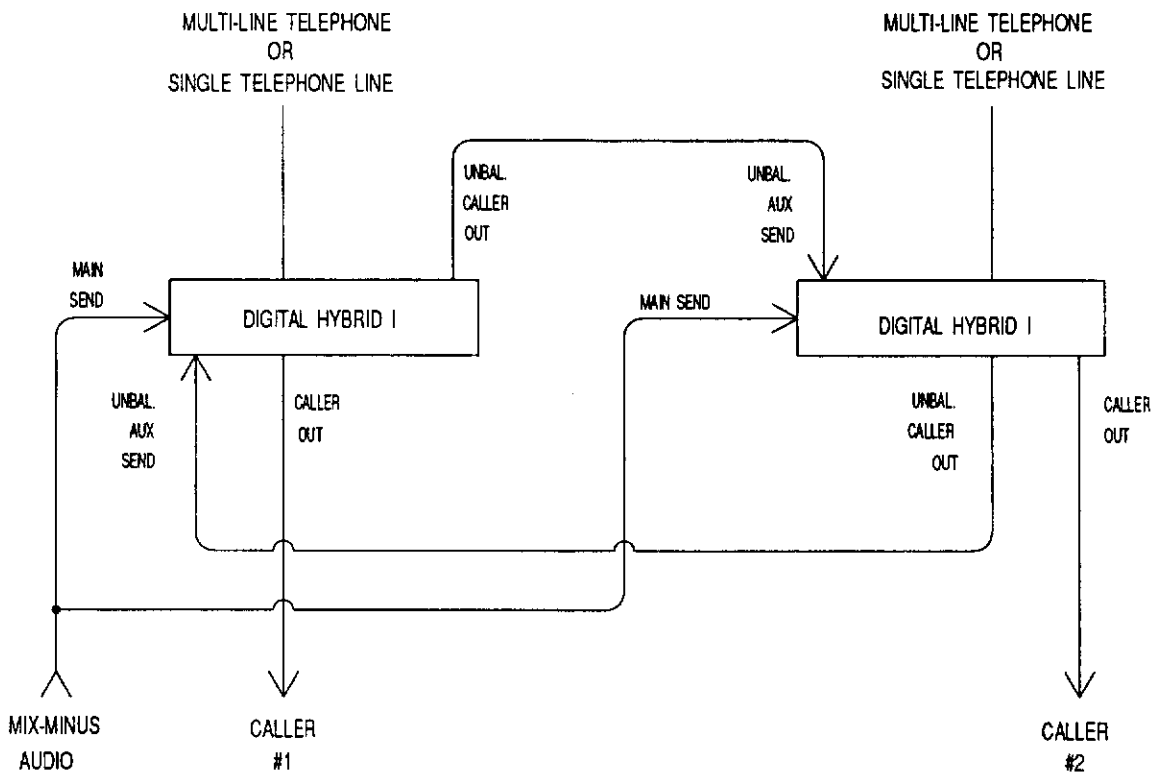 MULTI-LINE TELEPHONE
OR
SINGLE TELEPHONE LINE
MULTI-LINE TELEPHONE
OR
SINGLE TELEPHONE LINE
UNBAL.
CALLER
OUT
UNBAL.
AUX
SEND
MAIN
SEND
DIGITAL HYBRID I
MAIN SEND
DIGITAL HYBRID I
UNBAL.
AUX
SEND
CALLER
OUT
UNBAL.
CALLER
OUT
CALLER
OUT
MIX-MINUS
AUDIO
CALLER
#1
CALLER
#2